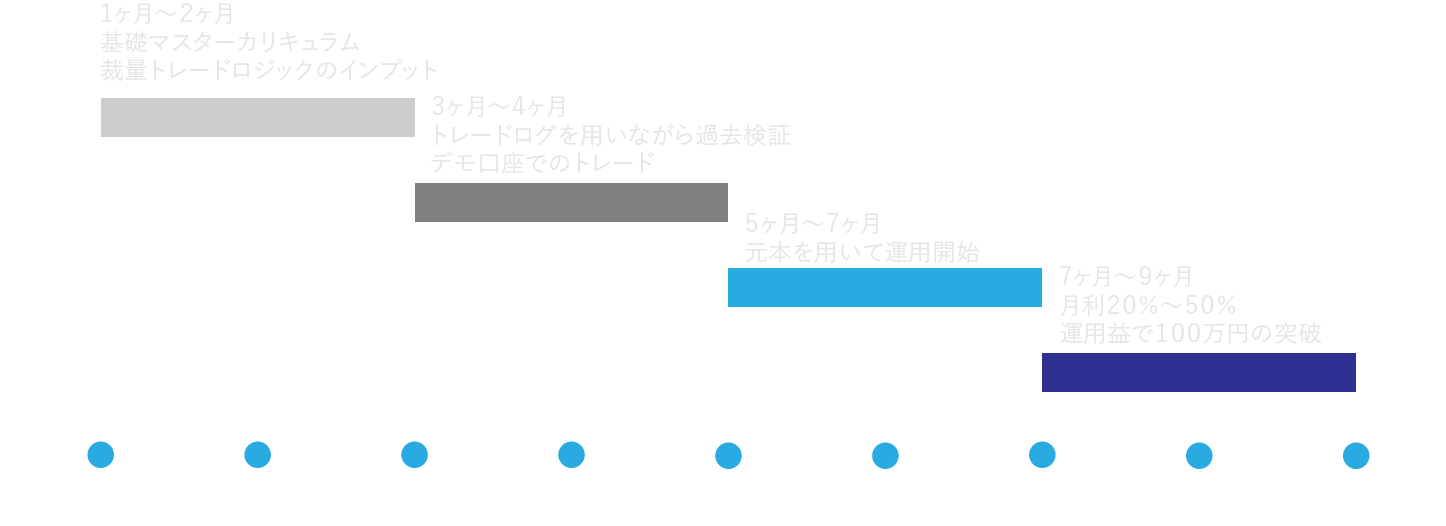 1ヶ月〜2ヶ月
基礎マスターカリキュラム
裁量トレードロジックのインプット
3ヶ月〜4ヶ月
トレードログを用いながら過去検証
デモ口座でのトレード
5ヶ月〜7ヶ月
元本を用いて運用開始
7ヶ月〜9ヶ月
月利20%〜50%
運用益で100万円の突破